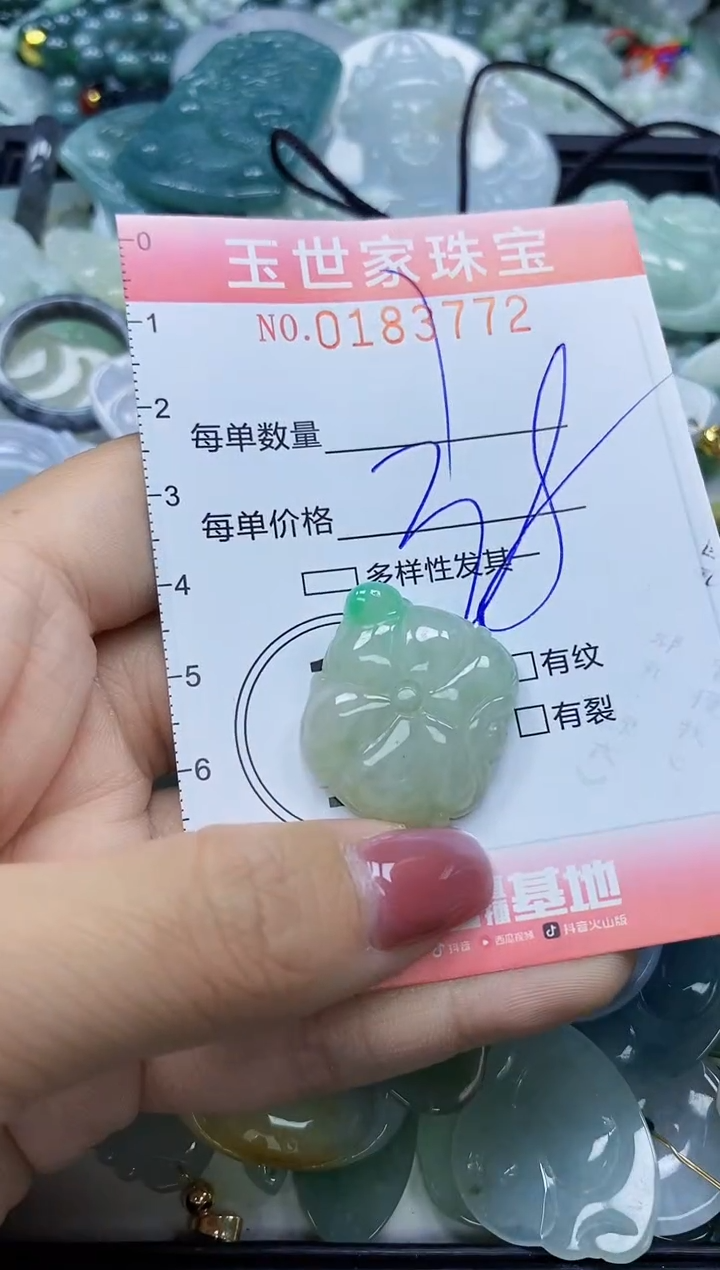 玉世家珠宝
NO.0183772
0
1
2
3
4
5
6
每单数量
每单价格
38
多样性发其
有纹
有裂
基地
抖音 西瓜视频 抖音火山版